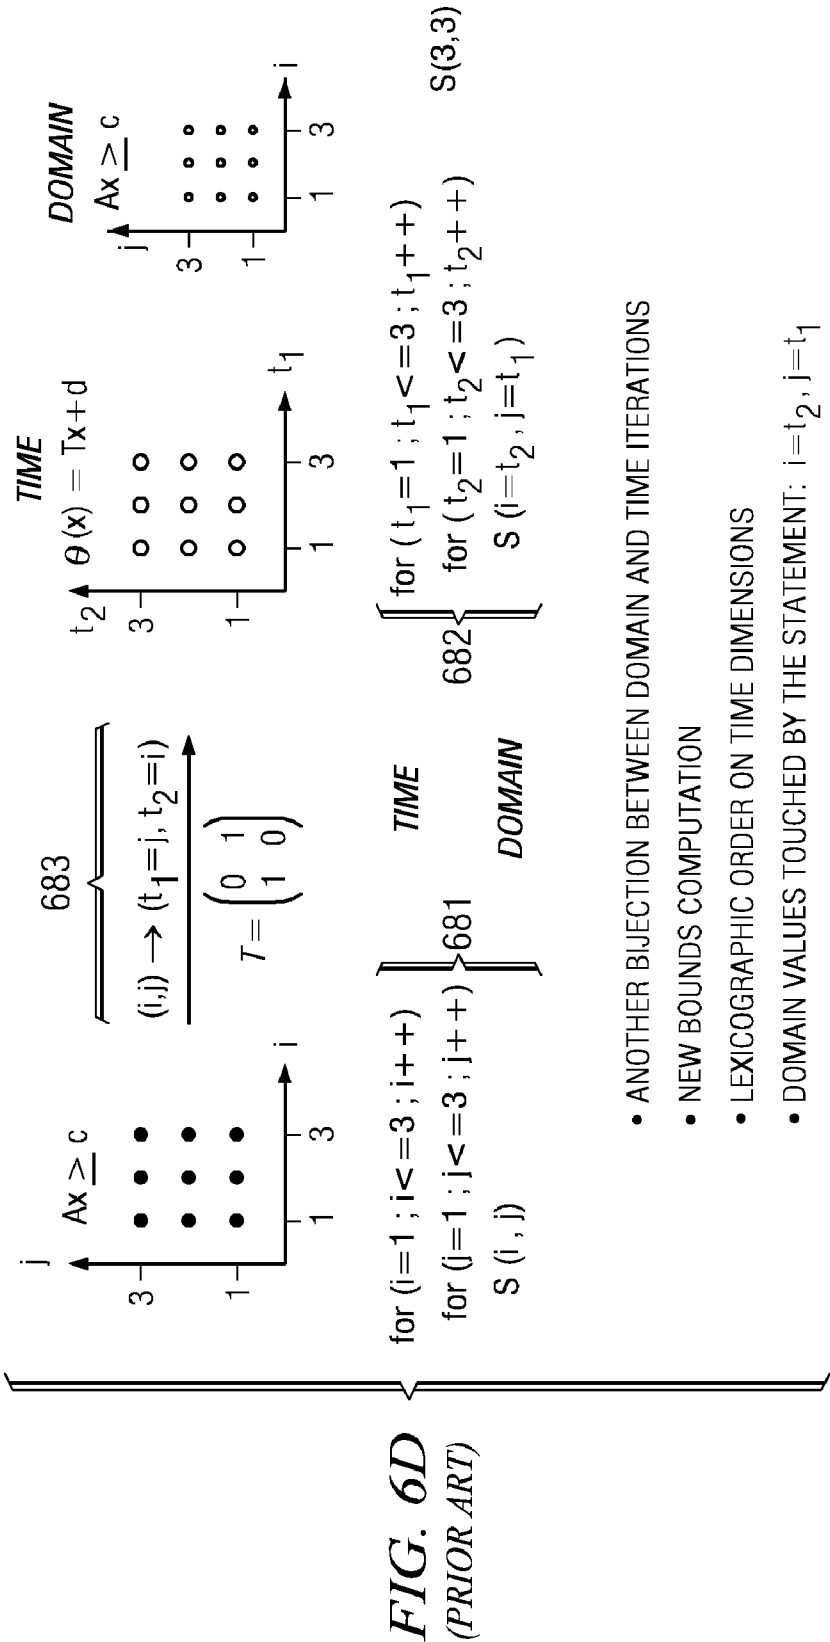 FIG. 6D
(PRIOR ART)
j
Ax ≥ c
3
1
1
3
i
683
(i,j) → (t1=j, t2=i)
T= ( 0 1
1 0 )
TIME
θ(x) = Tx+d
t2
3
1
1
3
t1
DOMAIN
Ax ≥ c
j
3
1
1
3
i
for (i=1 ; i<=3 ; i++)
for (j=1 ; j<=3 ; j++)
S (i , j)
681
TIME
DOMAIN
682
for (t1=1 ; t1<=3 ; t1++)
for (t2=1 ; t2<=3 ; t2++)
S (i=t2 , j=t1)
S(3,3)
• ANOTHER BIJECTION BETWEEN DOMAIN AND TIME ITERATIONS
• NEW BOUNDS COMPUTATION
• LEXICOGRAPHIC ORDER ON TIME DIMENSIONS
• DOMAIN VALUES TOUCHED BY THE STATEMENT: i=t2, j=t1